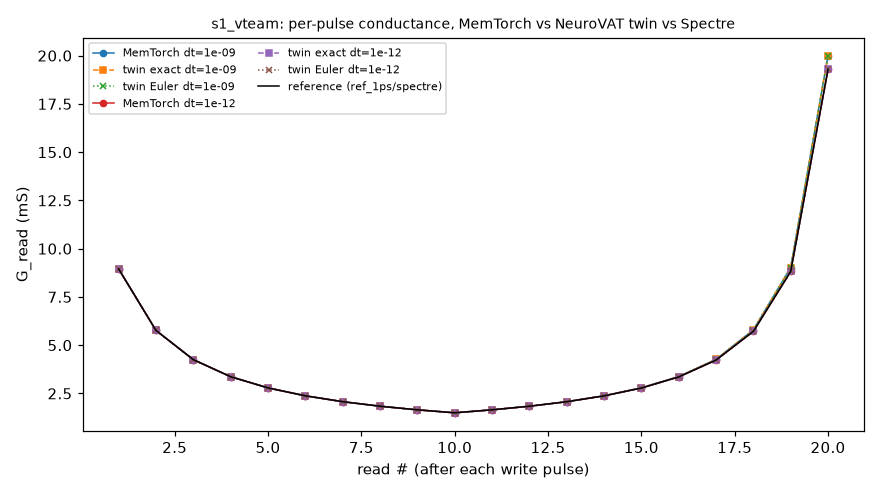 s1_vteam: per-pulse conductance, MemTorch vs NeuroVAT twin vs Spectre
MemTorch dt=1e-09
twin exact dt=1e-09
twin Euler dt=1e-09
MemTorch dt=1e-12
twin exact dt=1e-12
twin Euler dt=1e-12
reference (ref_1ps/spectre)
G_read (mS)
20.0
17.5
15.0
12.5
10.0
7.5
5.0
2.5
2.5 5.0 7.5 10.0 12.5 15.0 17.5 20.0
read # (after each write pulse)